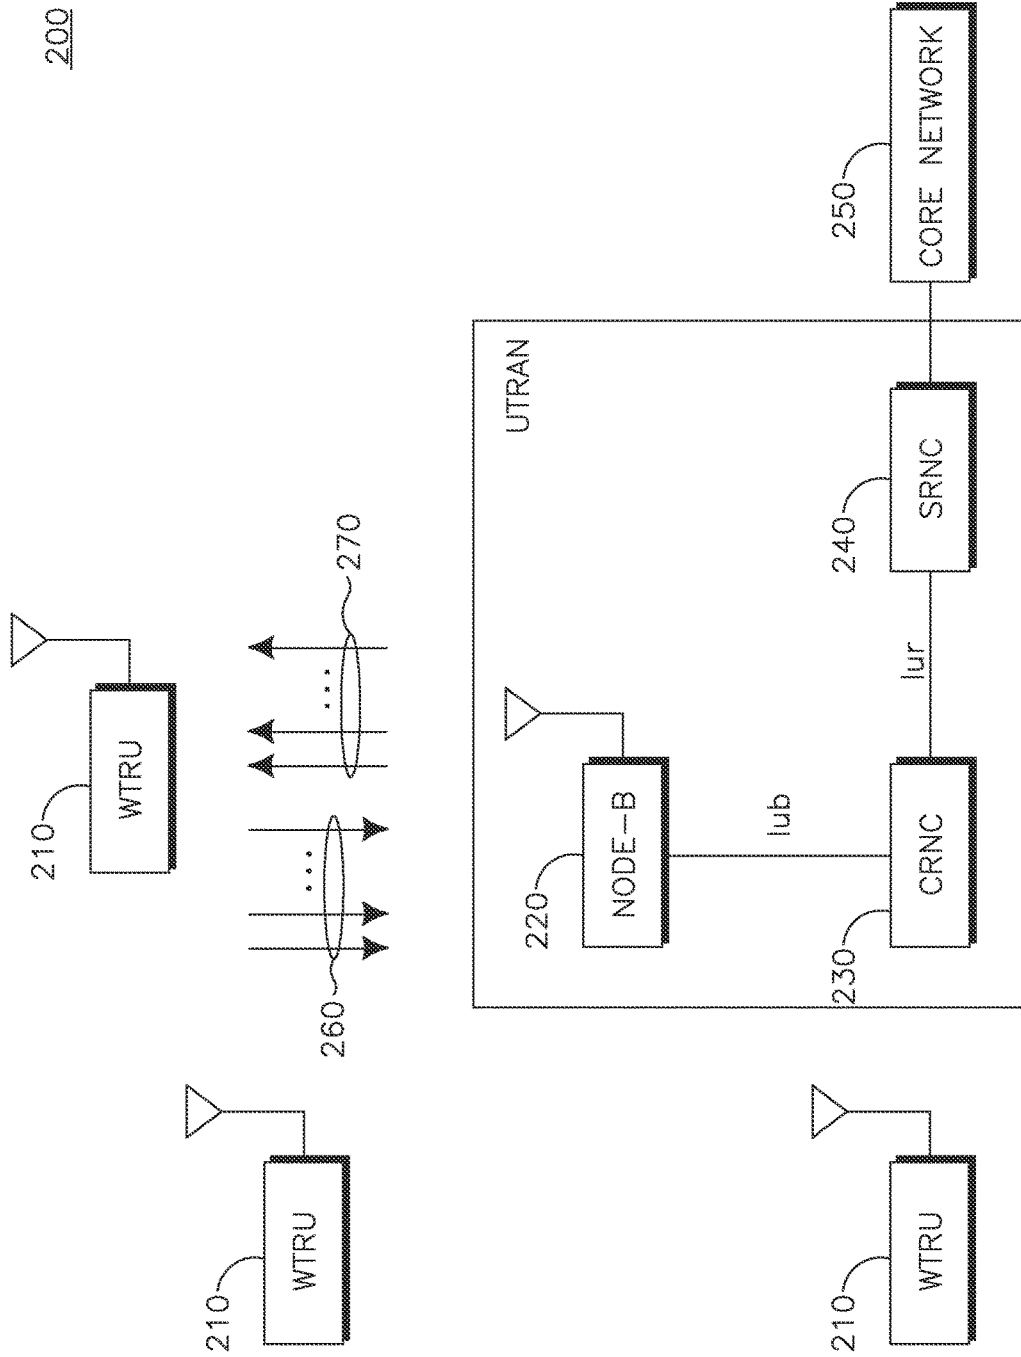 200
WTRU
210
WTRU
210
260
270
WTRU
210
UTRAN
NODE-B
220
Iub
CRNC
230
Iur
SRNC
240
CORE NETWORK
250